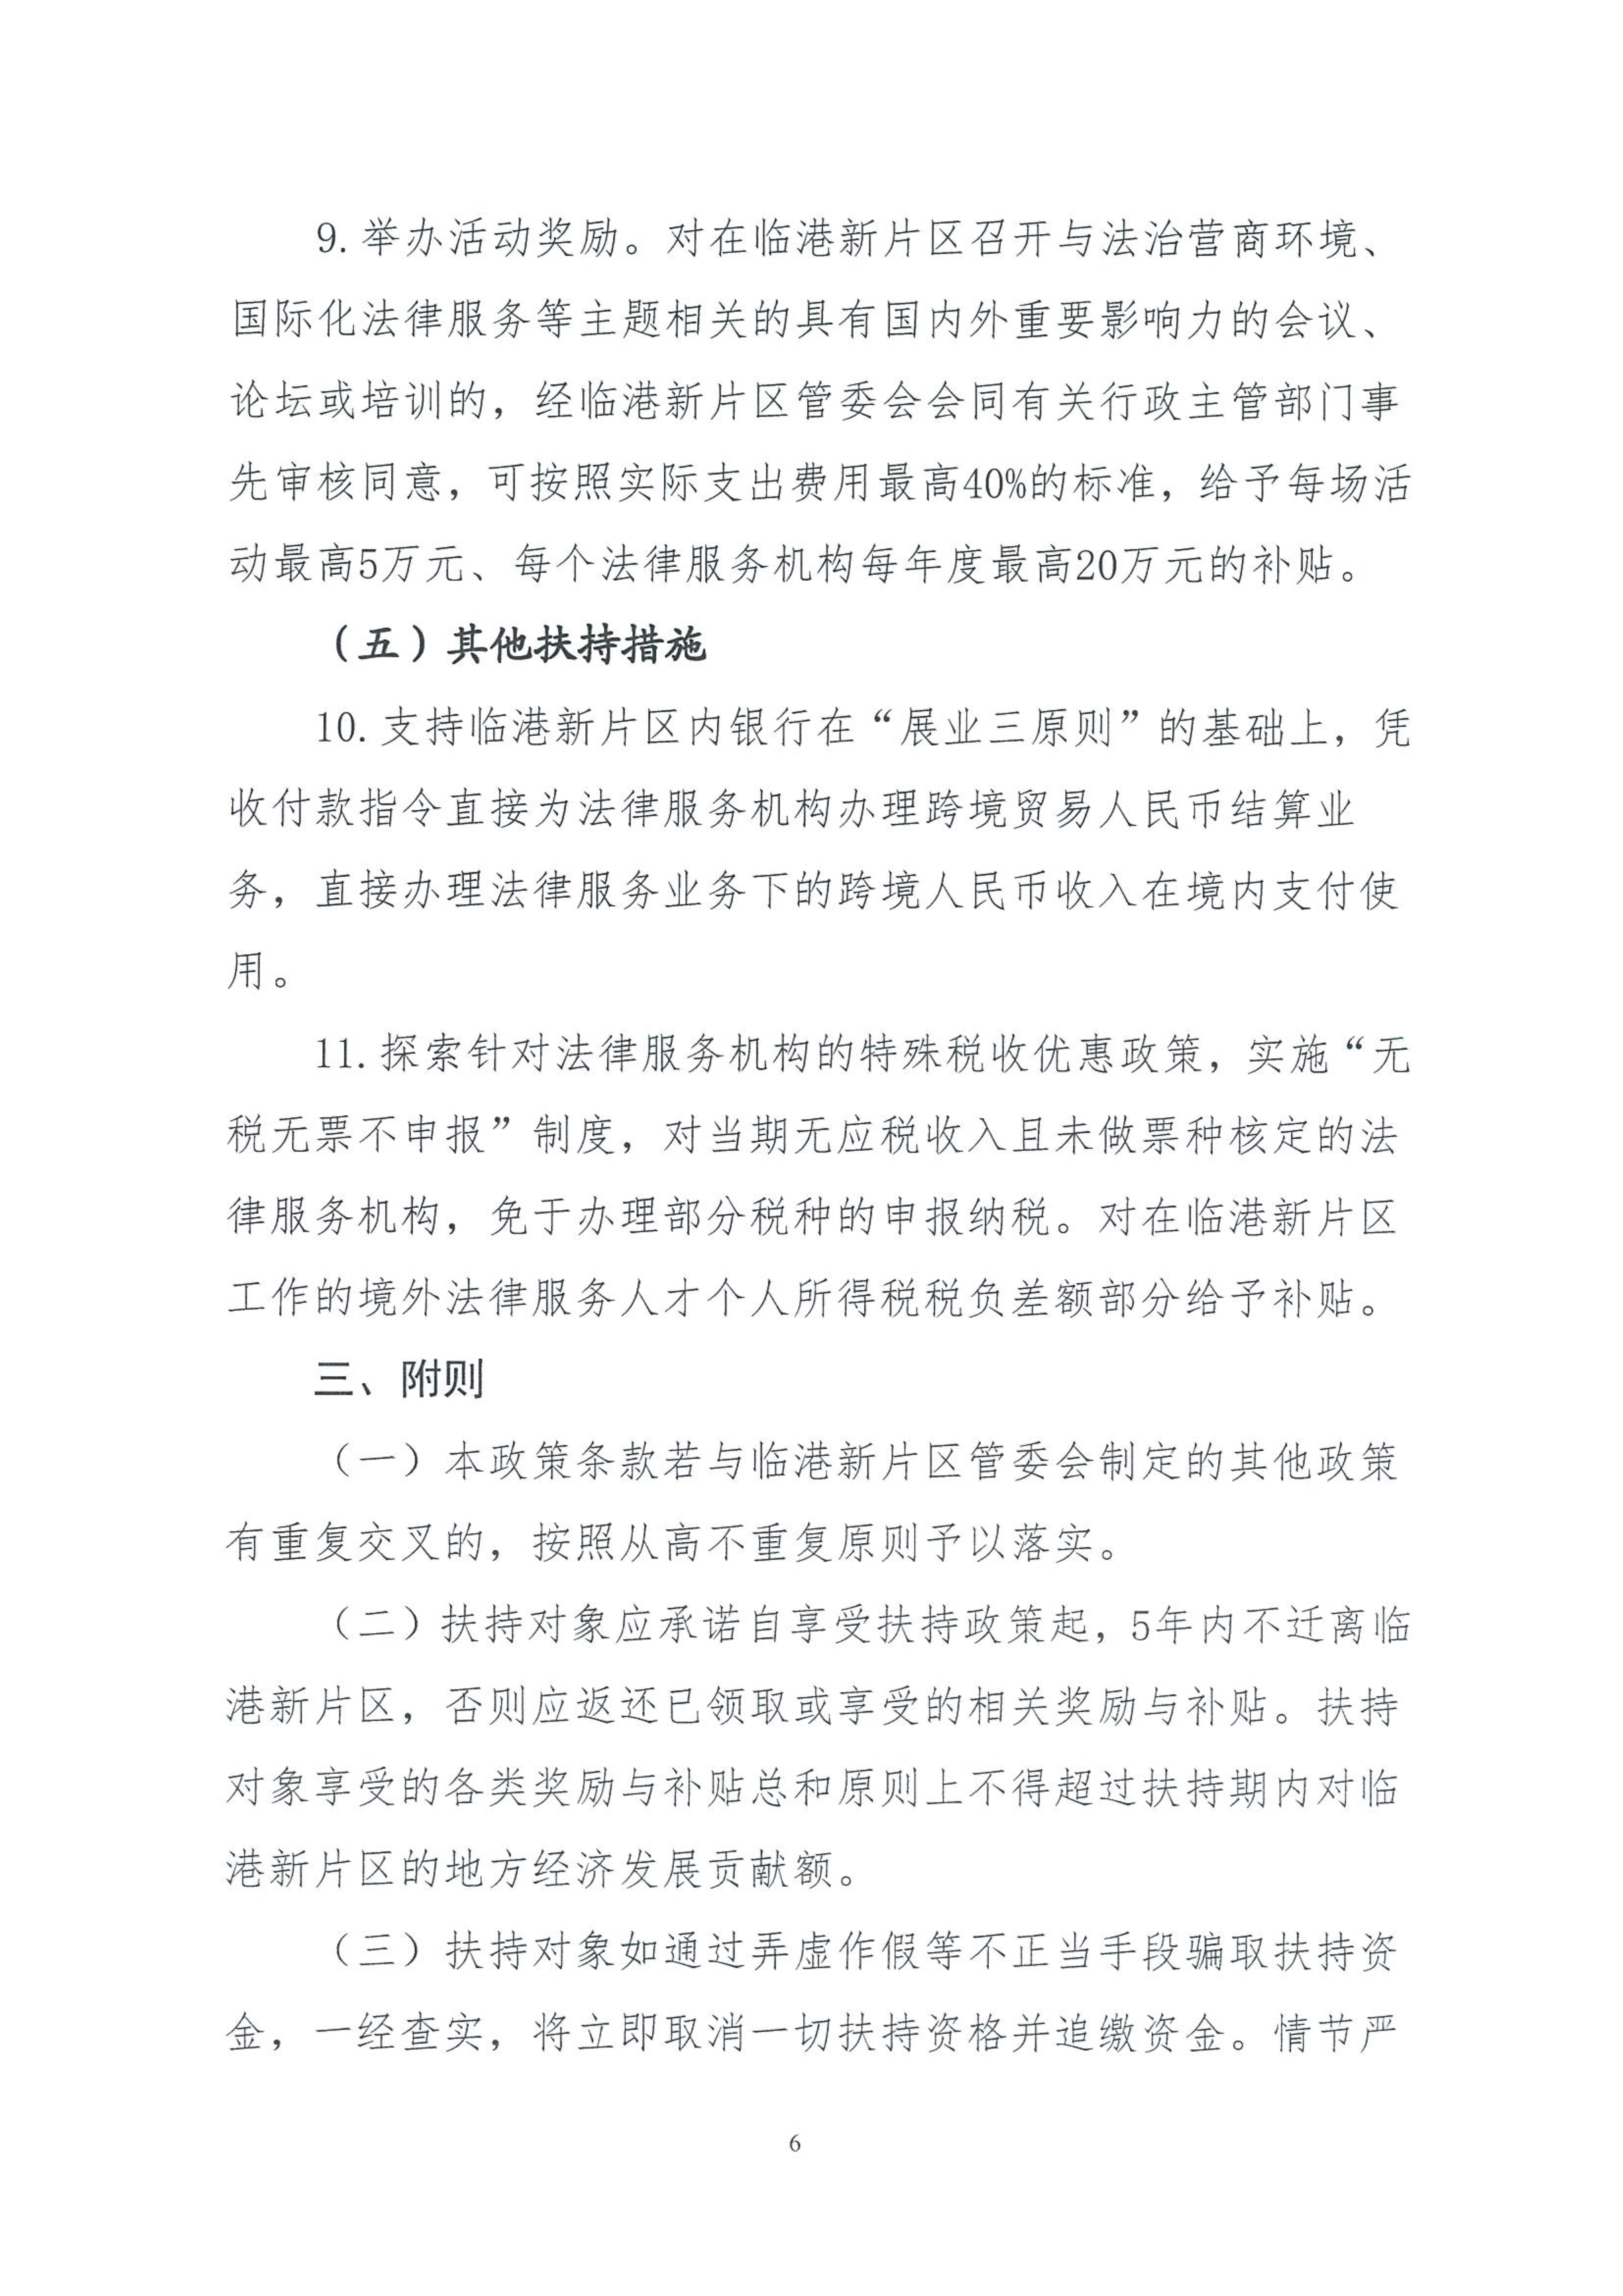 9. 举办活动奖励。对在临港新片区召开与法治营商环境、
国际化法律服务等主题相关的具有国内外重要影响力的会议、
论坛或培训的，经临港新片区管委会会同有关行政主管部门事
先审核同意，可按照实际支出费用最高40%的标准，给予每场活
动最高5万元、每个法律服务机构每年度最高20万元的补贴。
（五）其他扶持措施
10. 支持临港新片区内银行在“展业三原则”的基础上，凭
收付款指令直接为法律服务机构办理跨境贸易人民币结算业
务，直接办理法律服务业务下的跨境人民币收入在境内支付使
用。
11. 探索针对法律服务机构的特殊税收优惠政策，实施“无
税无票不申报”制度，对当期无应税收入且未做票种核定的法
律服务机构，免于办理部分税种的申报纳税。对在临港新片区
工作的境外法律服务人才个人所得税税负差额部分给予补贴。
三、附则
（一）本政策条款若与临港新片区管委会制定的其他政策
有重复交叉的，按照从高不重复原则予以落实。
（二）扶持对象应承诺自享受扶持政策起，5年内不迁离临
港新片区，否则应返还已领取或享受的相关奖励与补贴。扶持
对象享受的各类奖励与补贴总和原则上不得超过扶持期内对临
港新片区的地方经济发展贡献额。
（三）扶持对象如通过弄虚作假等不正当手段骗取扶持资
金，一经查实，将立即取消一切扶持资格并追缴资金。情节严
6